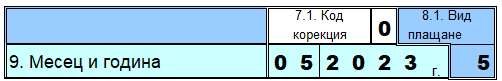 7.1. Код корекция 0 8.1. Вид плащане
9. Месец и година 0 5 2 0 2 3 г. 5